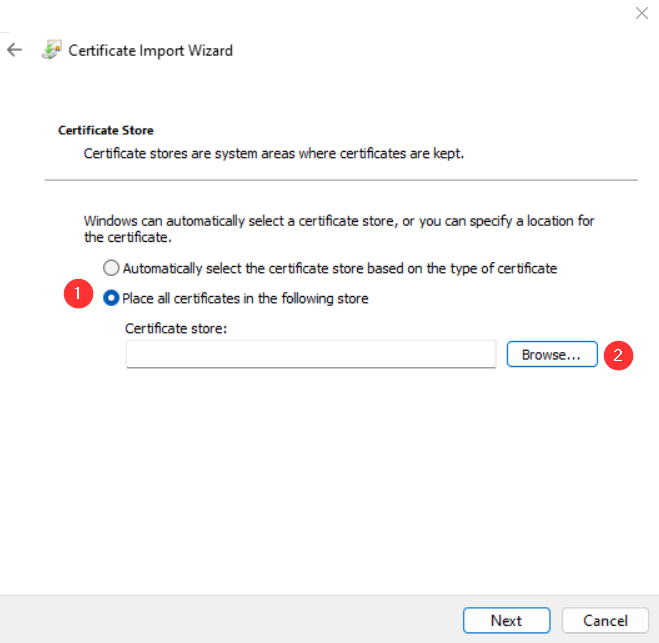 Certificate Import Wizard
Certificate Store
Certificate stores are system areas where certificates are kept.
Windows can automatically select a certificate store, or you can specify a location for
the certificate.
Automatically select the certificate store based on the type of certificate
1 Place all certificates in the following store
Certificate store:
Browse... 2
Next Cancel